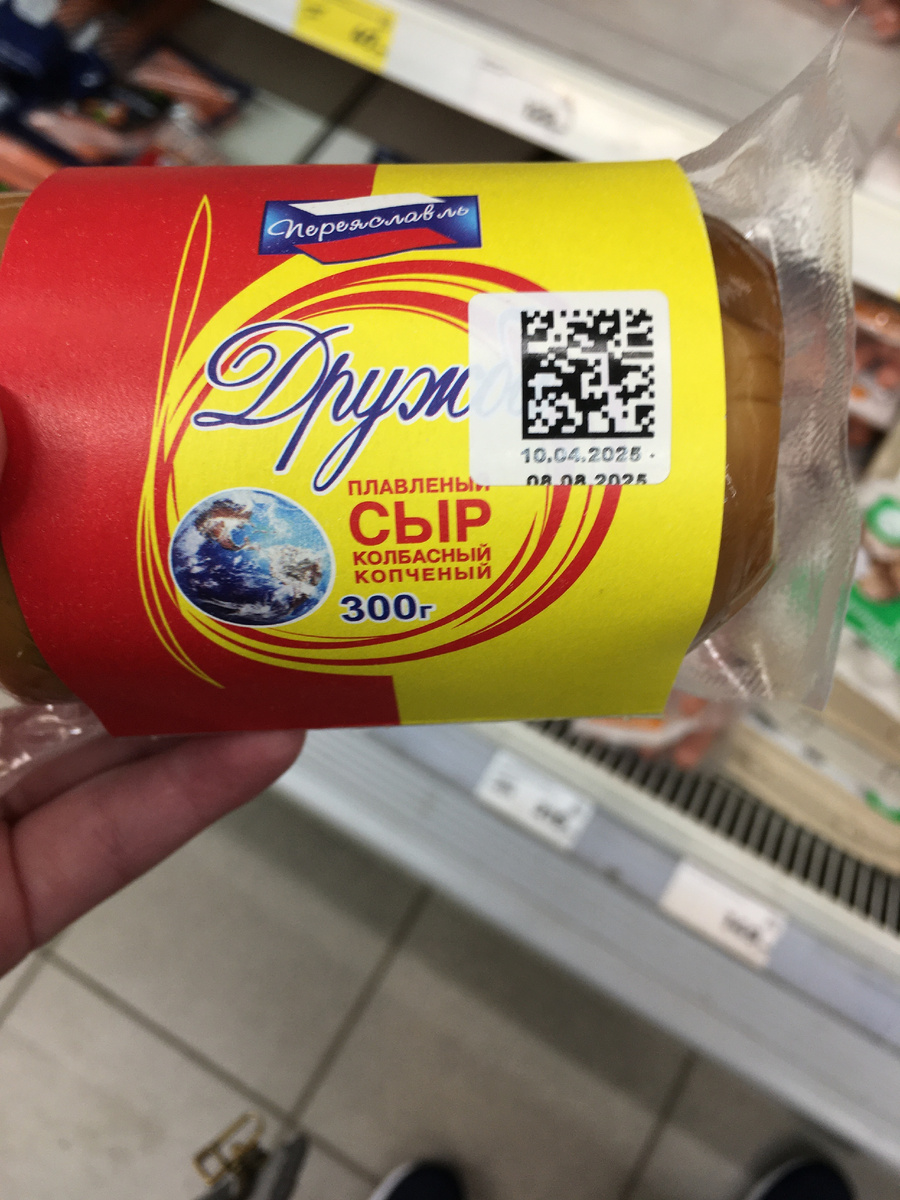 Переяславль
Друж
ПЛАВЛЕНЫЙ
СЫР
КОЛБАСНЫЙ
КОПЧЕНЫЙ
300г
10.04.2025 -
08.08.2025